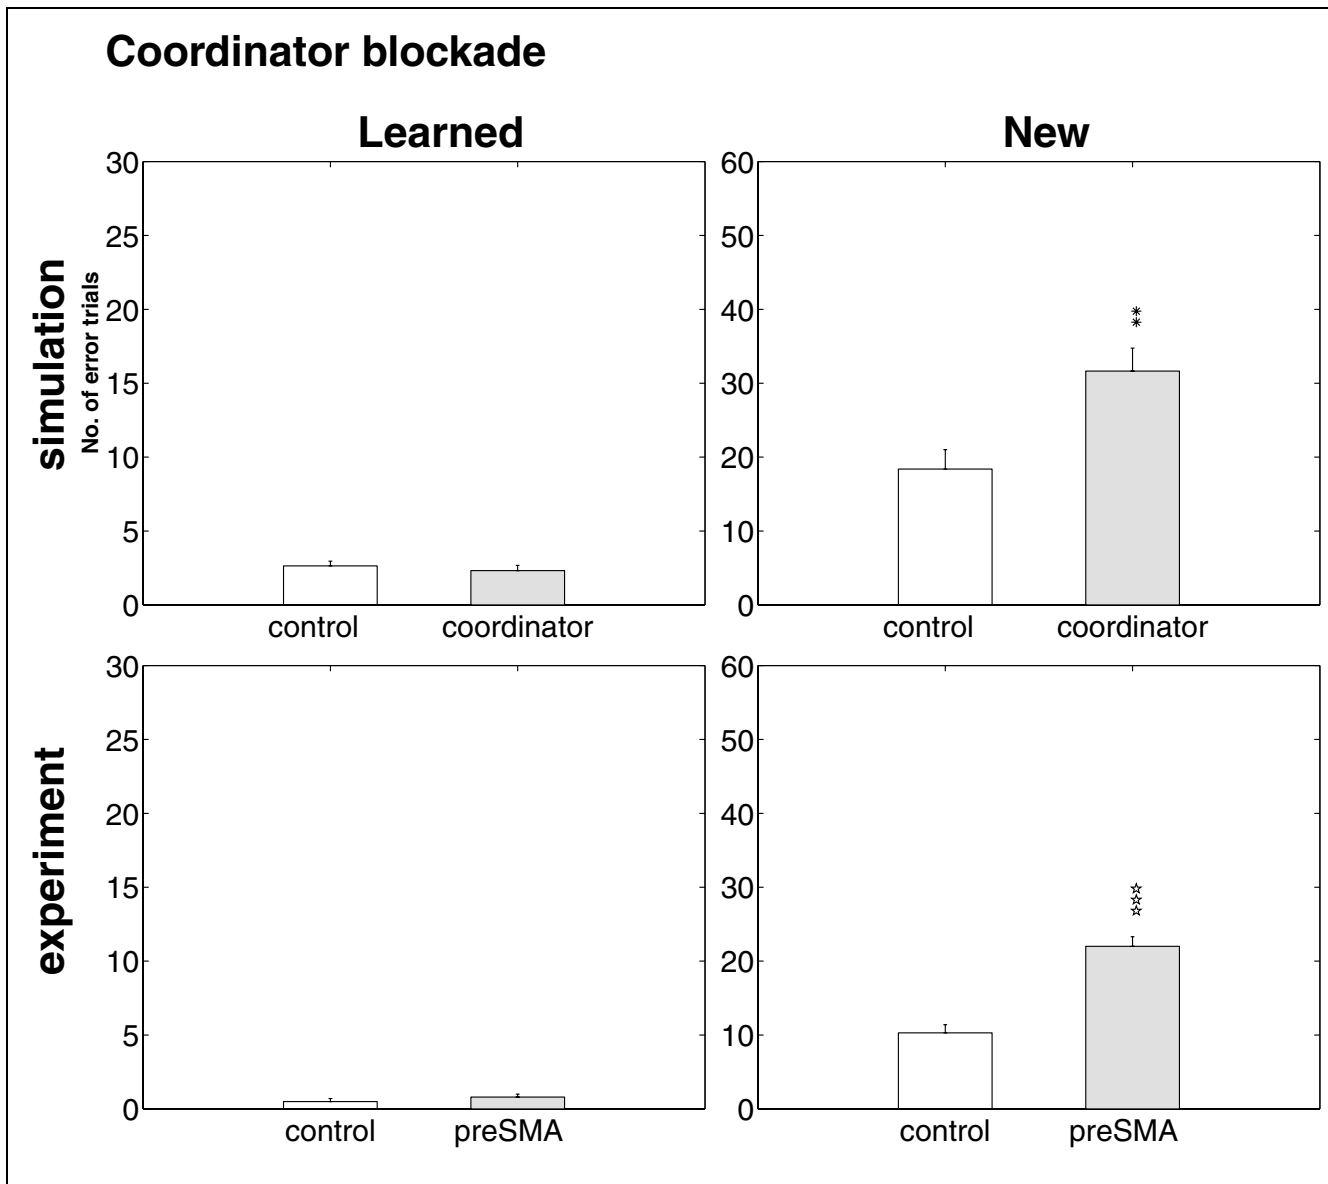 Coordinator blockade
Learned
New
simulation
No. of error trials
30
25
20
15
10
5
0
control
coordinator
60
50
40
30
20
10
0
*
*
control
coordinator
experiment
30
25
20
15
10
5
0
control
preSMA
60
50
40
30
20
10
0
☆
☆
☆
control
preSMA